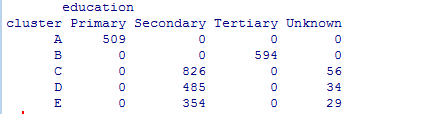 education
cluster Primary Secondary Tertiary Unknown
A 509 0 0 0
B 0 0 594 0
C 0 826 0 56
D 0 485 0 34
E 0 354 0 29